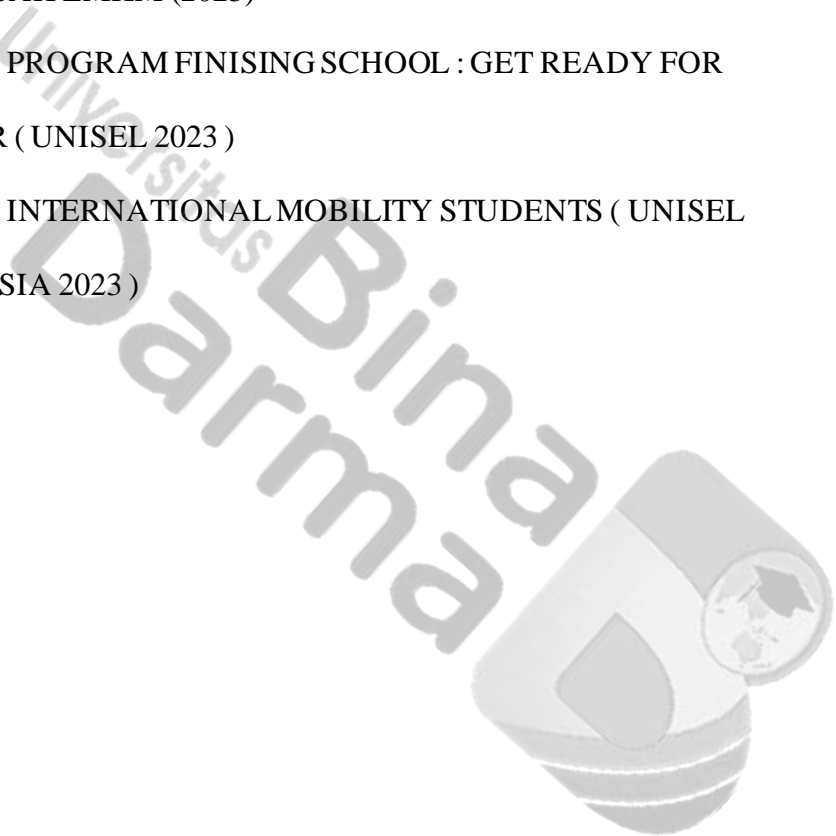 PROGRAM FINISING SCHOOL : GET READY FOR
R ( UNISEL 2023 )
INTERNATIONAL MOBILITY STUDENTS ( UNISEL
SIA 2023 )
Universitas
Bina
Darma